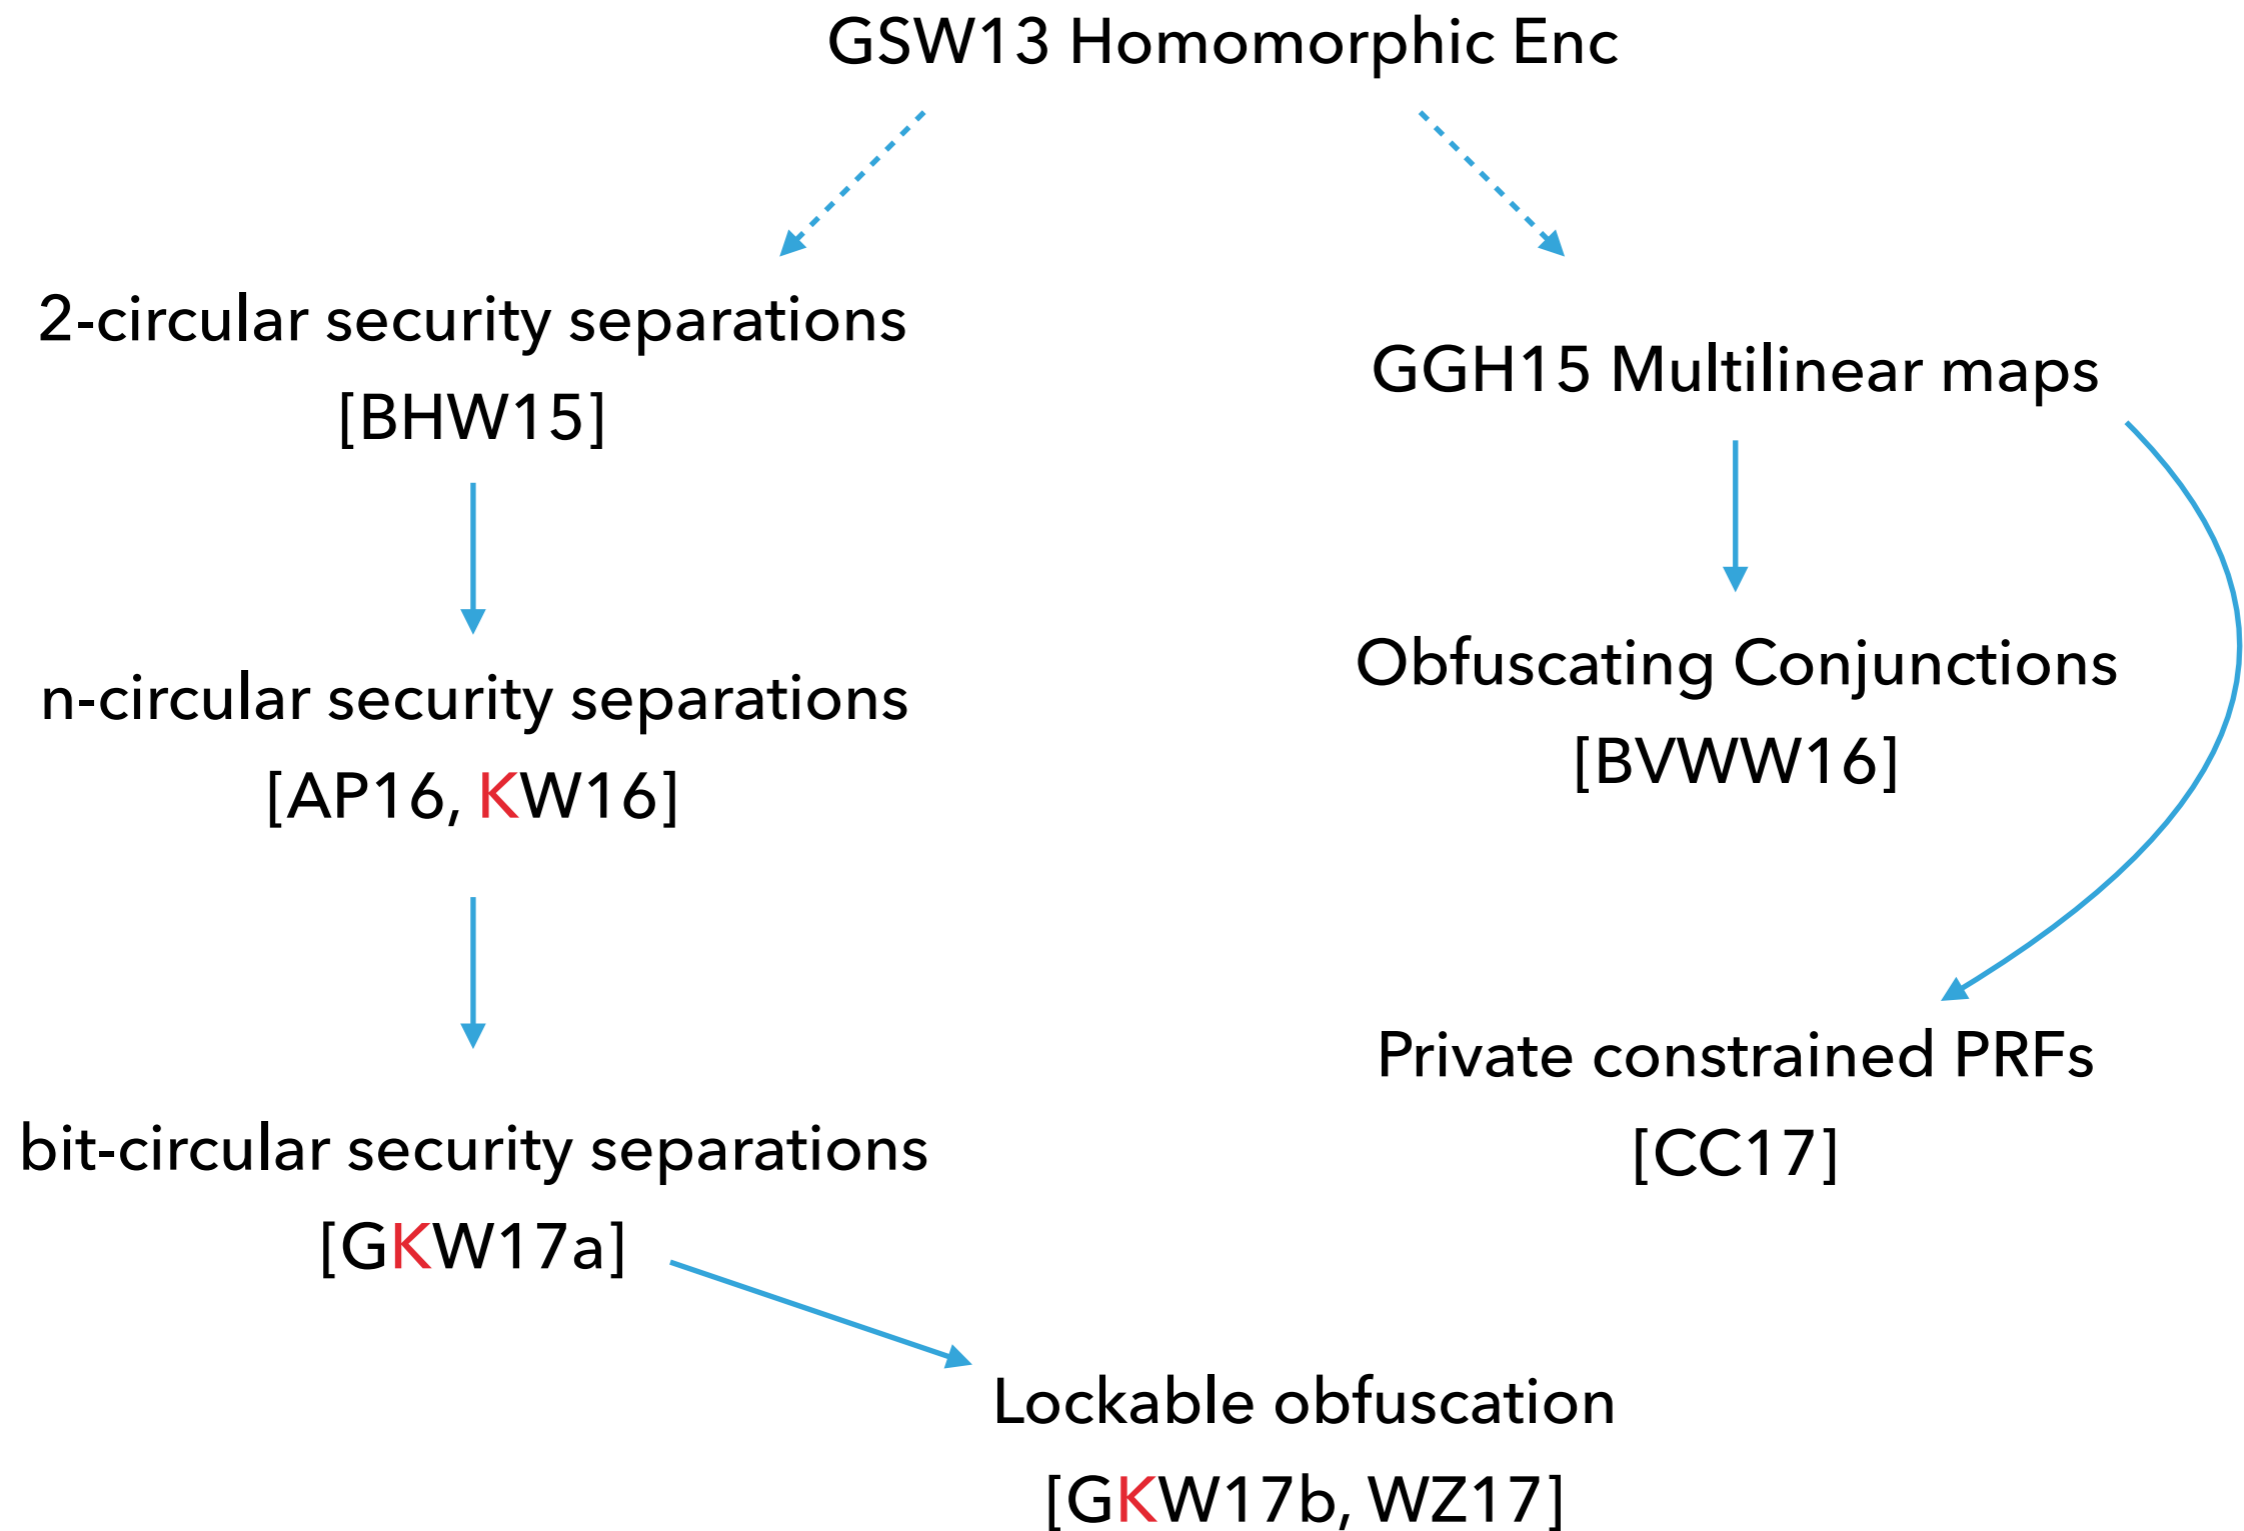 GSW13 Homomorphic Enc
2-circular security separations
[BHW15]
GGH15 Multilinear maps
n-circular security separations
[AP16, KW16]
Obfuscating Conjunctions
[BVWW16]
bit-circular security separations
[GKW17a]
Private constrained PRFs
[CC17]
Lockable obfuscation
[GKW17b, WZ17]